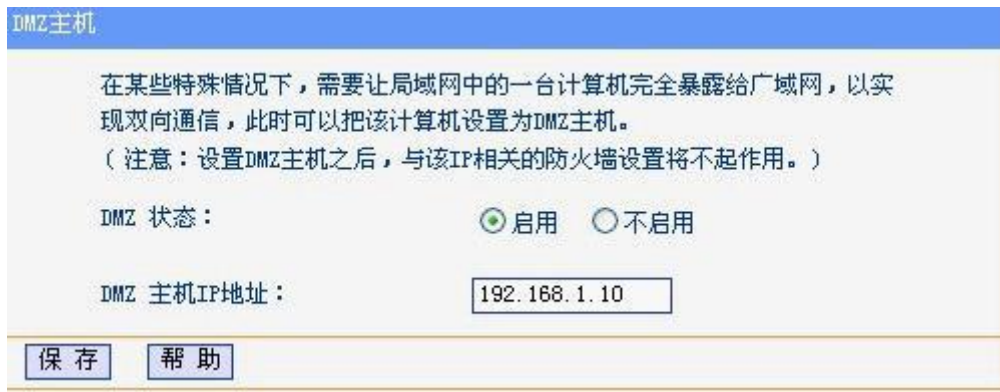 DMZ主机
在某些特殊情况下，需要让局域网中的一台计算机完全暴露给广域网，以实
现双向通信，此时可以把该计算机设置为DMZ主机。
（注意：设置DMZ主机之后，与该IP相关的防火墙设置将不起作用。）
DMZ 状态： 启用 不启用
DMZ 主机IP地址： 192.168.1.10
保 存 帮 助